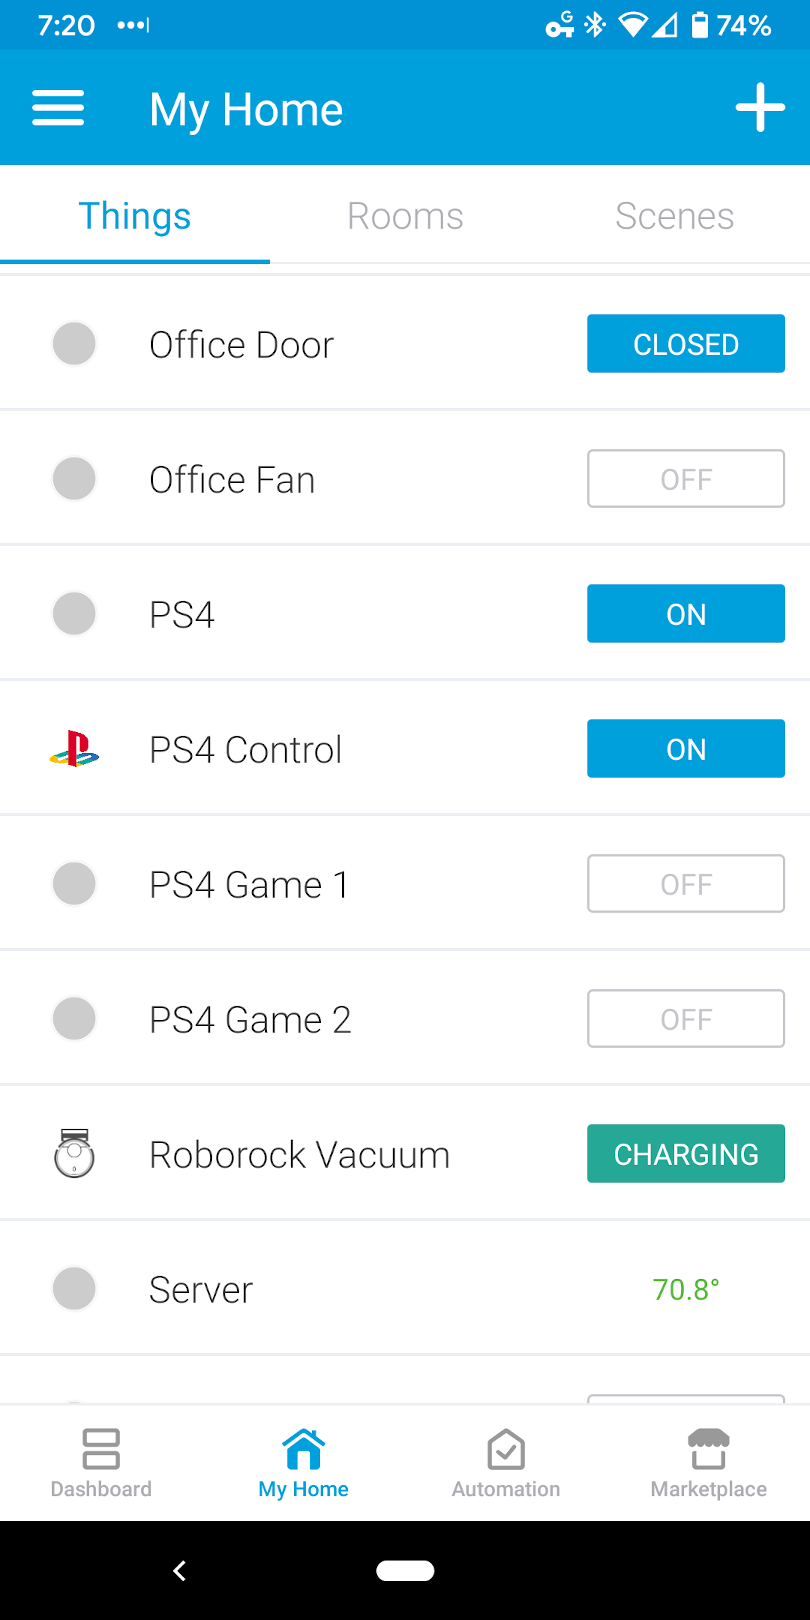 7:20 74%
My Home
Things Rooms Scenes
Office Door CLOSED
Office Fan OFF
PS4 ON
PS4 Control ON
PS4 Game 1 OFF
PS4 Game 2 OFF
Roborock Vacuum CHARGING
Server 70.8°
Dashboard My Home Automation Marketplace